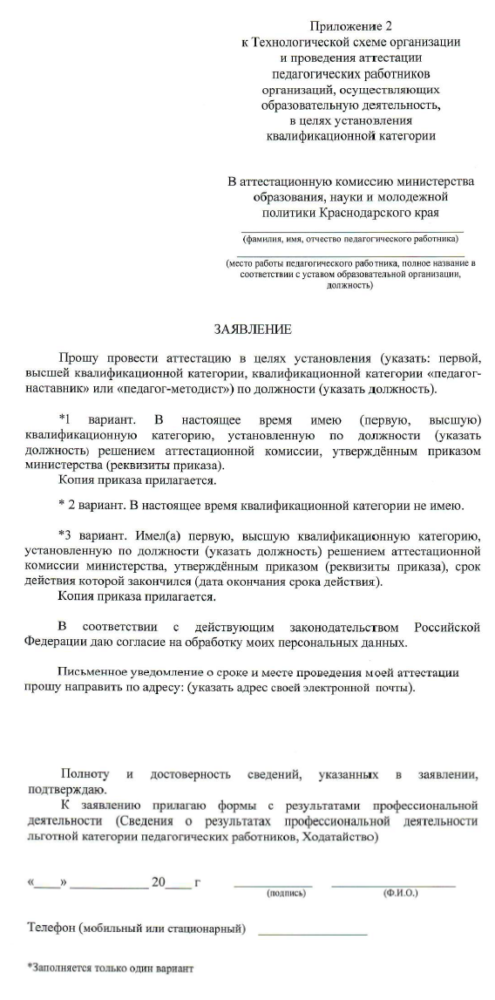 Приложение 2
к Технологической схеме организации
и проведения аттестации
педагогических работников
организаций, осуществляющих
образовательную деятельность,
в целях установления
квалификационной категории
В аттестационную комиссию министерства
образования, науки и молодежной
политики Краснодарского края
(фамилия, имя, отчество педагогического работника)
(место работы педагогического работника, полное название в
соответствии с уставом образовательной организации,
должность)
ЗАЯВЛЕНИЕ
Прошу провести аттестацию в целях установления (указать: первой,
высшей квалификационной категории, квалификационной категории «педагог-
наставник» или «педагог-методист») по должности (указать должность).
*1 вариант. В настоящее время имею (первую, высшую)
квалификационную категорию, установленную по должности (указать
должность) решением аттестационной комиссии, утверждённым приказом
министерства (реквизиты приказа).
Копия приказа прилагается.
* 2 вариант. В настоящее время квалификационной категории не имею.
*3 вариант. Имел(а) первую, высшую квалификационную категорию,
установленную по должности (указать должность) решением аттестационной
комиссии министерства, утверждённым приказом (реквизиты приказа), срок
действия которой закончился (дата окончания срока действия).
Копия приказа прилагается.
В соответствии с действующим законодательством Российской
Федерации даю согласие на обработку моих персональных данных.
Письменное уведомление о сроке и месте проведения моей аттестации
прошу направить по адресу: (указать адрес своей электронной почты).
Полноту и достоверность сведений, указанных в заявлении,
подтверждаю.
К заявлению прилагаю формы с результатами профессиональной
деятельности (Сведения о результатах профессиональной деятельности
льготной категории педагогических работников, Ходатайство)
«____» ____________ 20____ г ____________ ___________________
(подпись) (Ф.И.О.)
Телефон (мобильный или стационарный) _________________
*Заполняется только один вариант